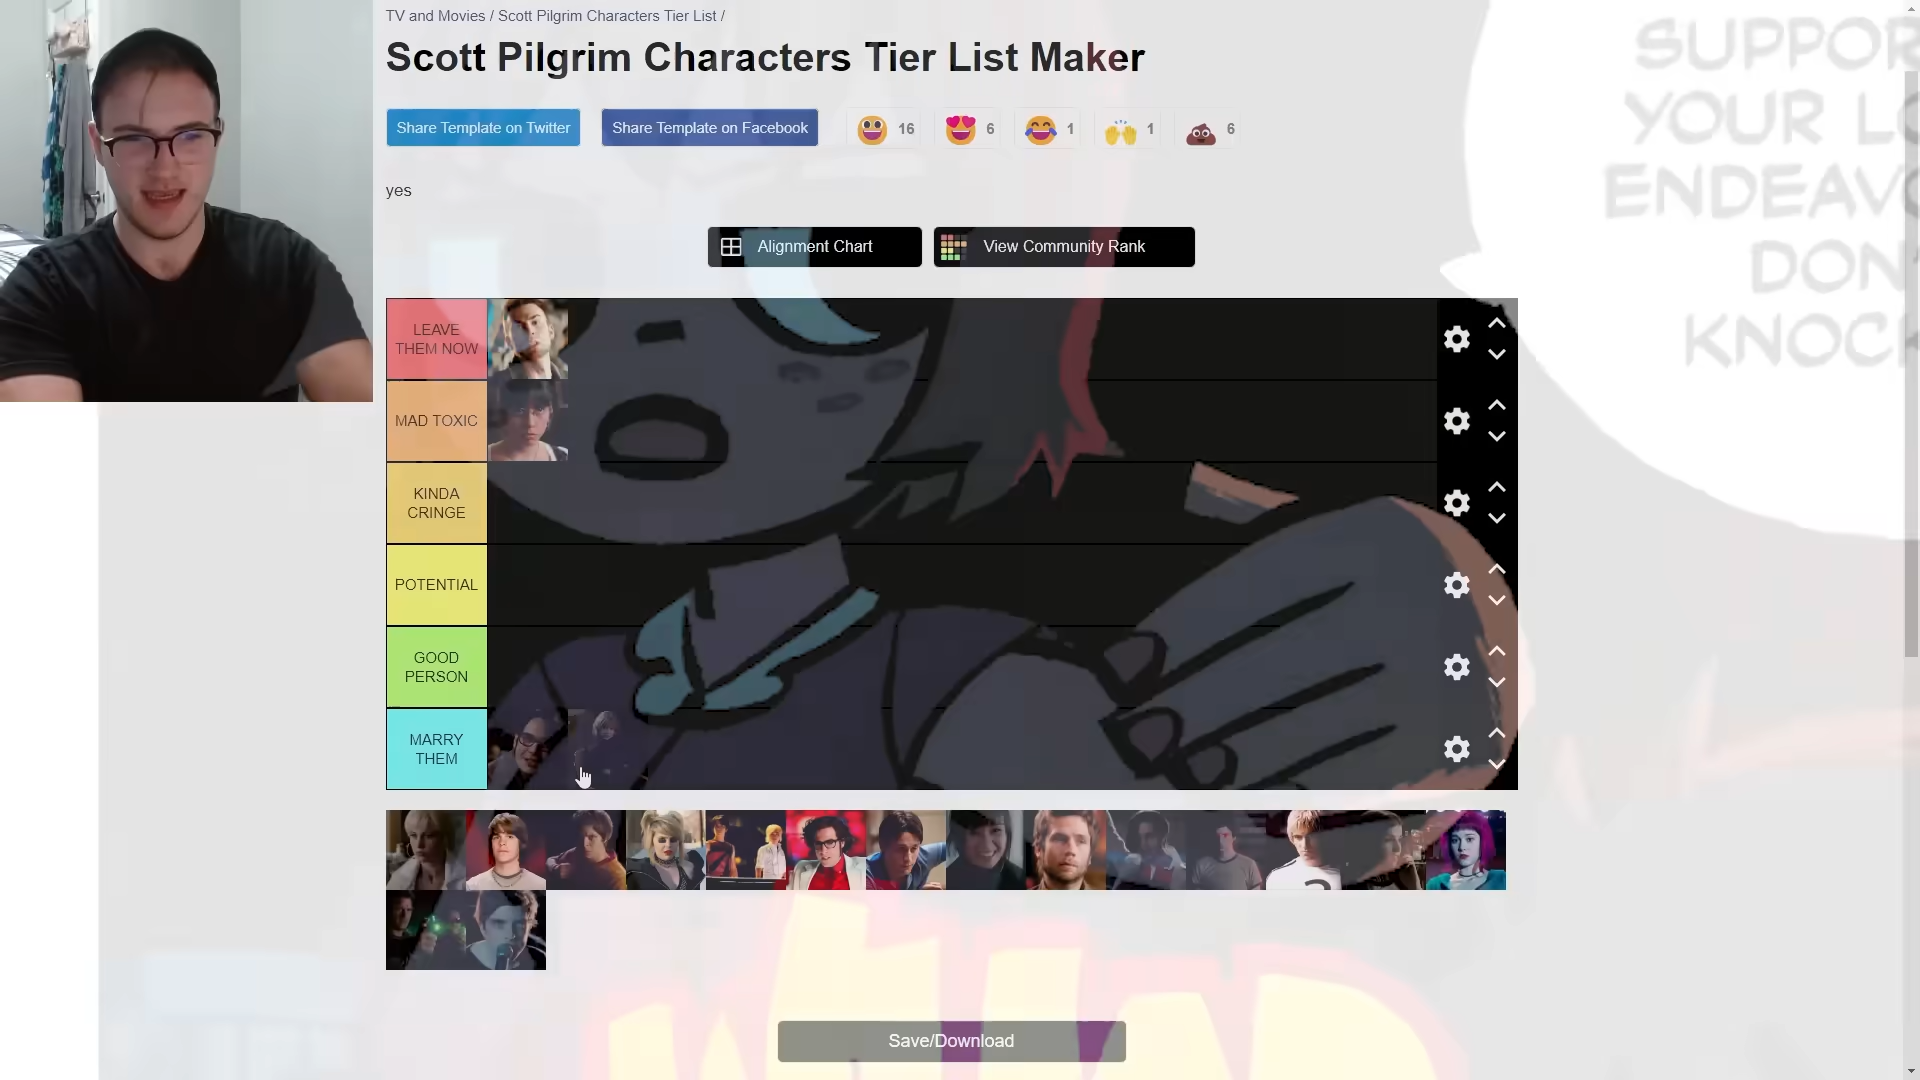 TV and Movies / Scott Pilgrim Characters Tier List /
Scott Pilgrim Characters Tier List Maker
Share Template on Twitter
Share Template on Facebook
16
6
1
1
6
yes
Alignment Chart
View Community Rank
LEAVE
THEM NOW
MAD TOXIC
KINDA
CRINGE
POTENTIAL
GOOD
PERSON
MARRY
THEM
Save/Download
SUPPOR
YOUR LO
ENDEAVO
DON'
KNOCK